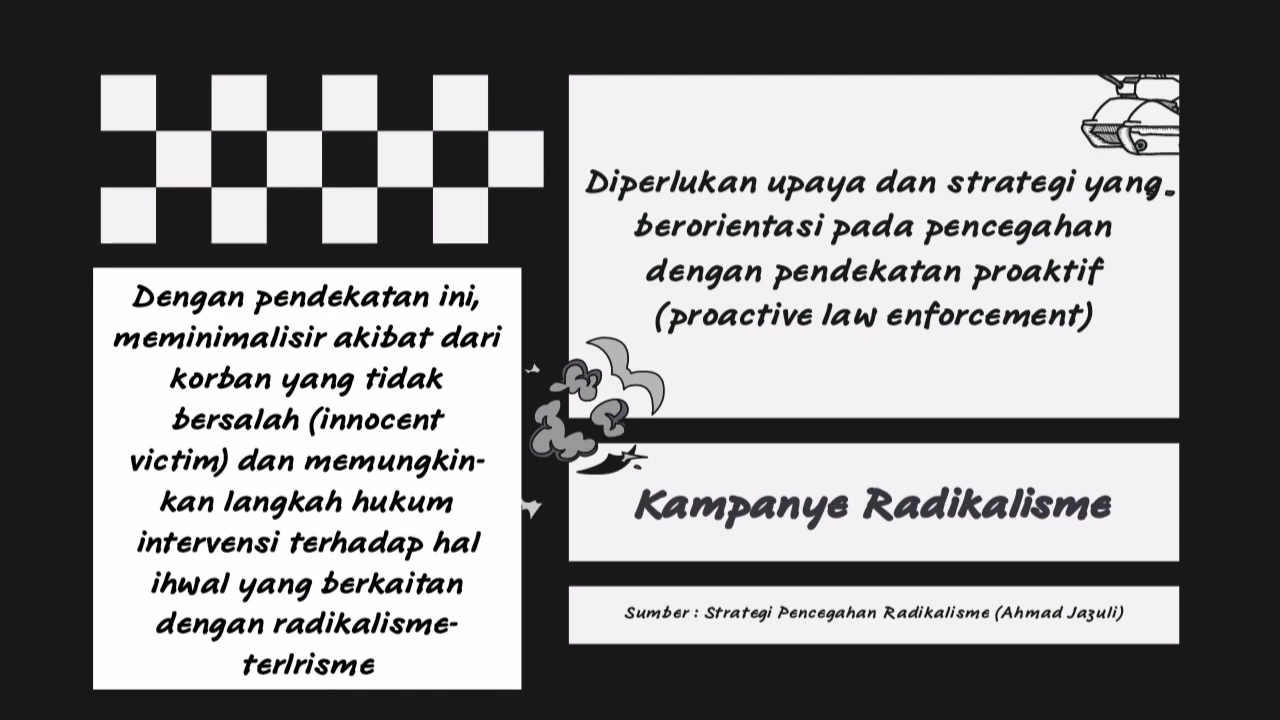 Diperlukan upaya dan strategi yang
berorientasi pada pencegahan
dengan pendekatan proaktif
(proactive law enforcement)
Dengan pendekatan ini,
meminimalisir akibat dari
korban yang tidak
bersalah (innocent
victim) dan memungkin-
kan langkah hukum
intervensi terhadap hal
ihwal yang berkaitan
dengan radikalisme-
terlrisme
Kampanye Radikalisme
Sumber : Strategi Pencegahan Radikalisme (Ahmad Jazuli)